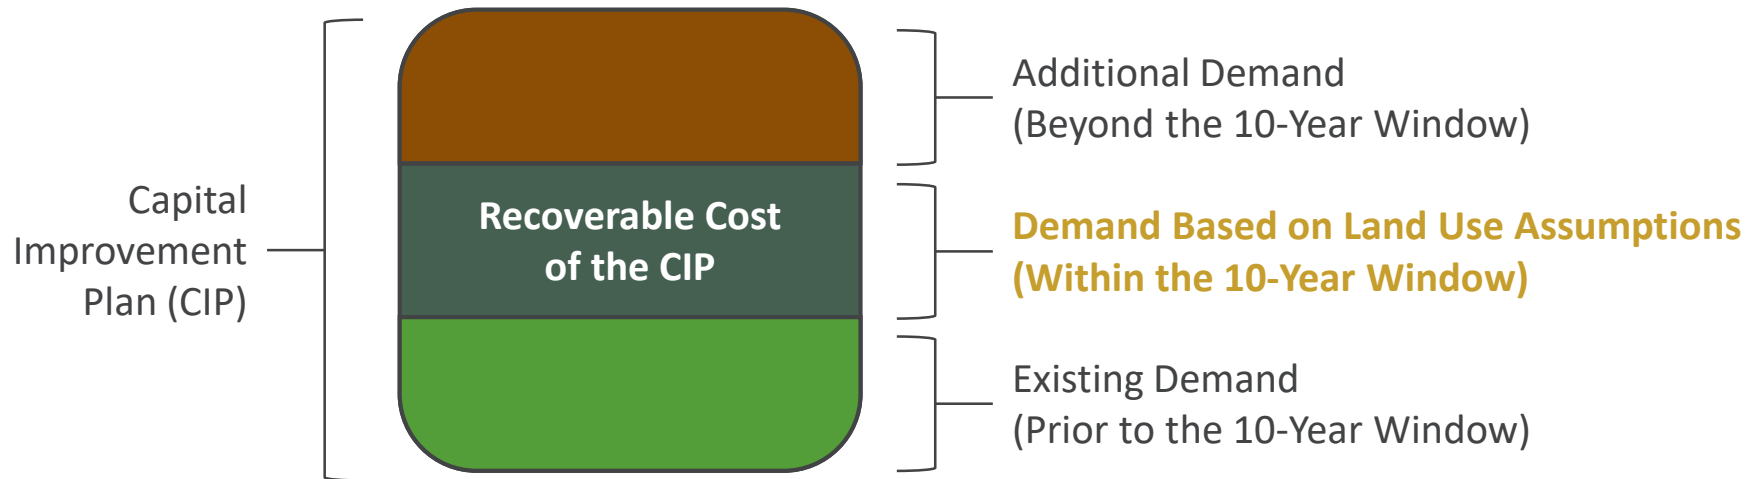 Capital
Improvement
Plan (CIP)
Recoverable Cost
of the CIP
Additional Demand
(Beyond the 10-Year Window)
Demand Based on Land Use Assumptions
(Within the 10-Year Window)
Existing Demand
(Prior to the 10-Year Window)